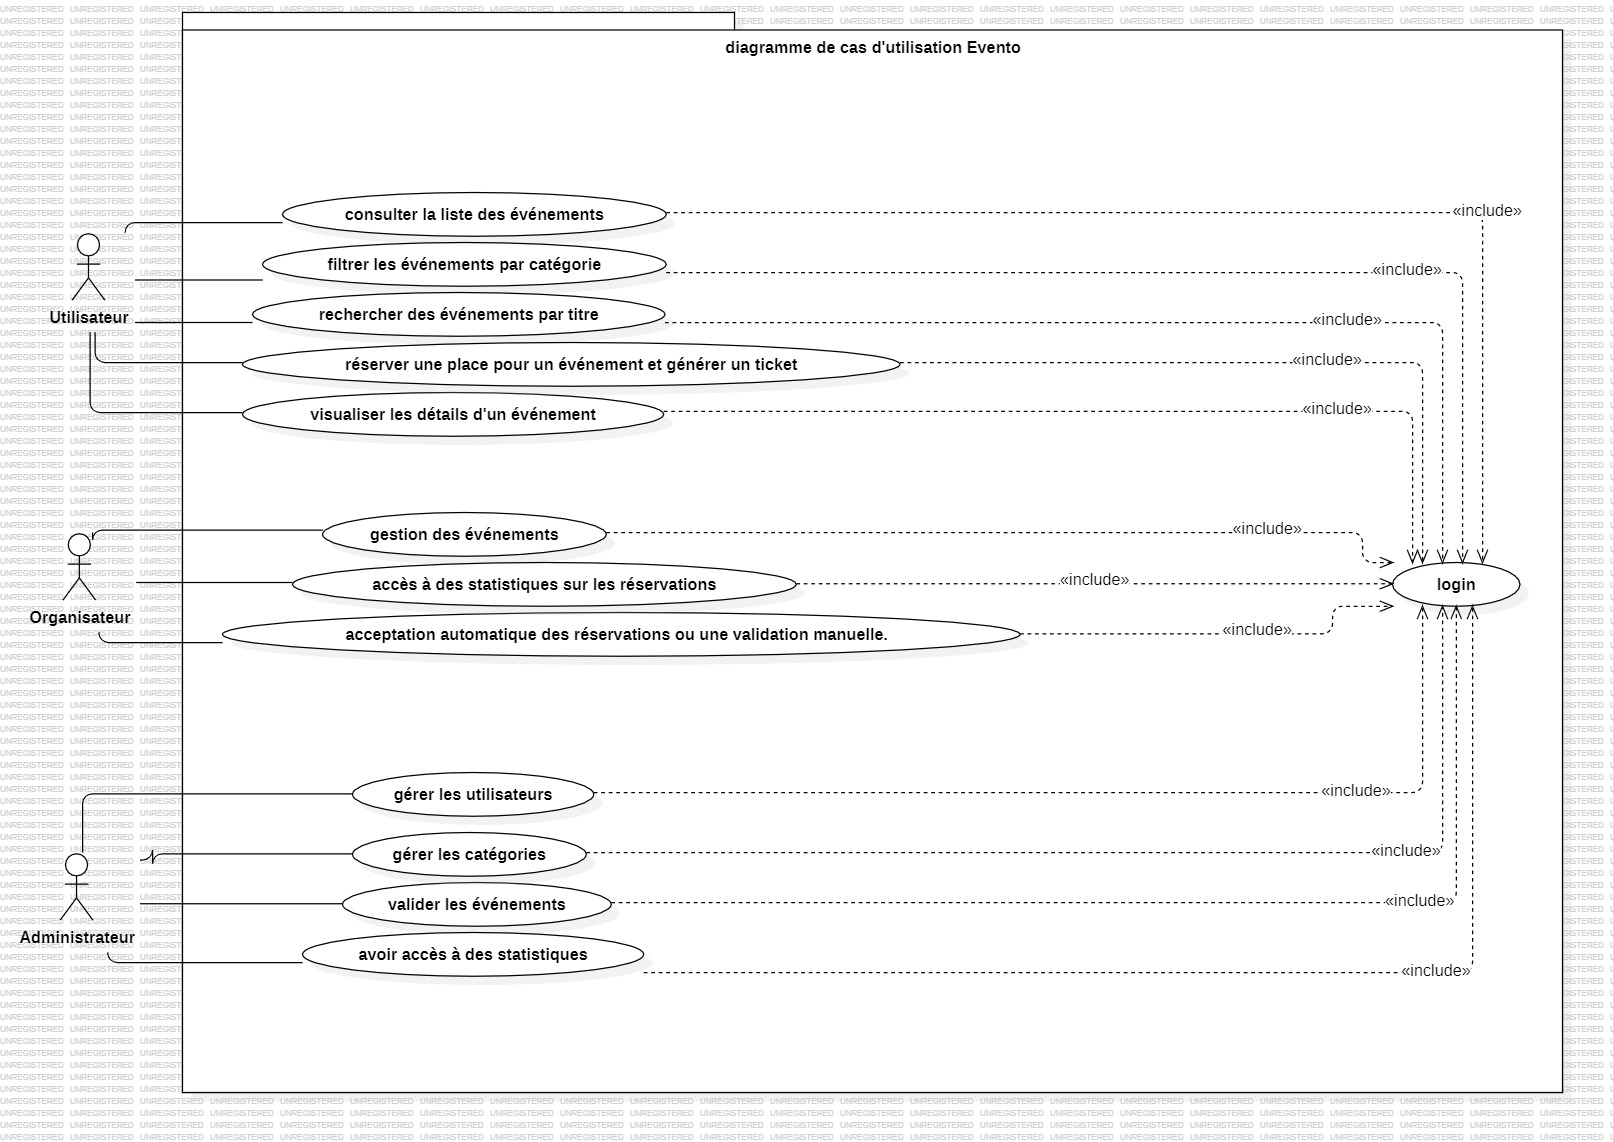 diagramme de cas d'utilisation Evento
consulter la liste des événements
«include»
filtrer les événements par catégorie
«include»
Utilisateur
rechercher des événements par titre
«include»
réserver une place pour un événement et générer un ticket
«include»
visualiser les détails d'un événement
«include»
gestion des événements
«include»
accès à des statistiques sur les réservations
«include»
login
Organisateur
acceptation automatique des réservations ou une validation manuelle.
«include»
gérer les utilisateurs
«include»
gérer les catégories
«include»
valider les événements
«include»
Administrateur
avoir accès à des statistiques
«include»
UNREGISTERED